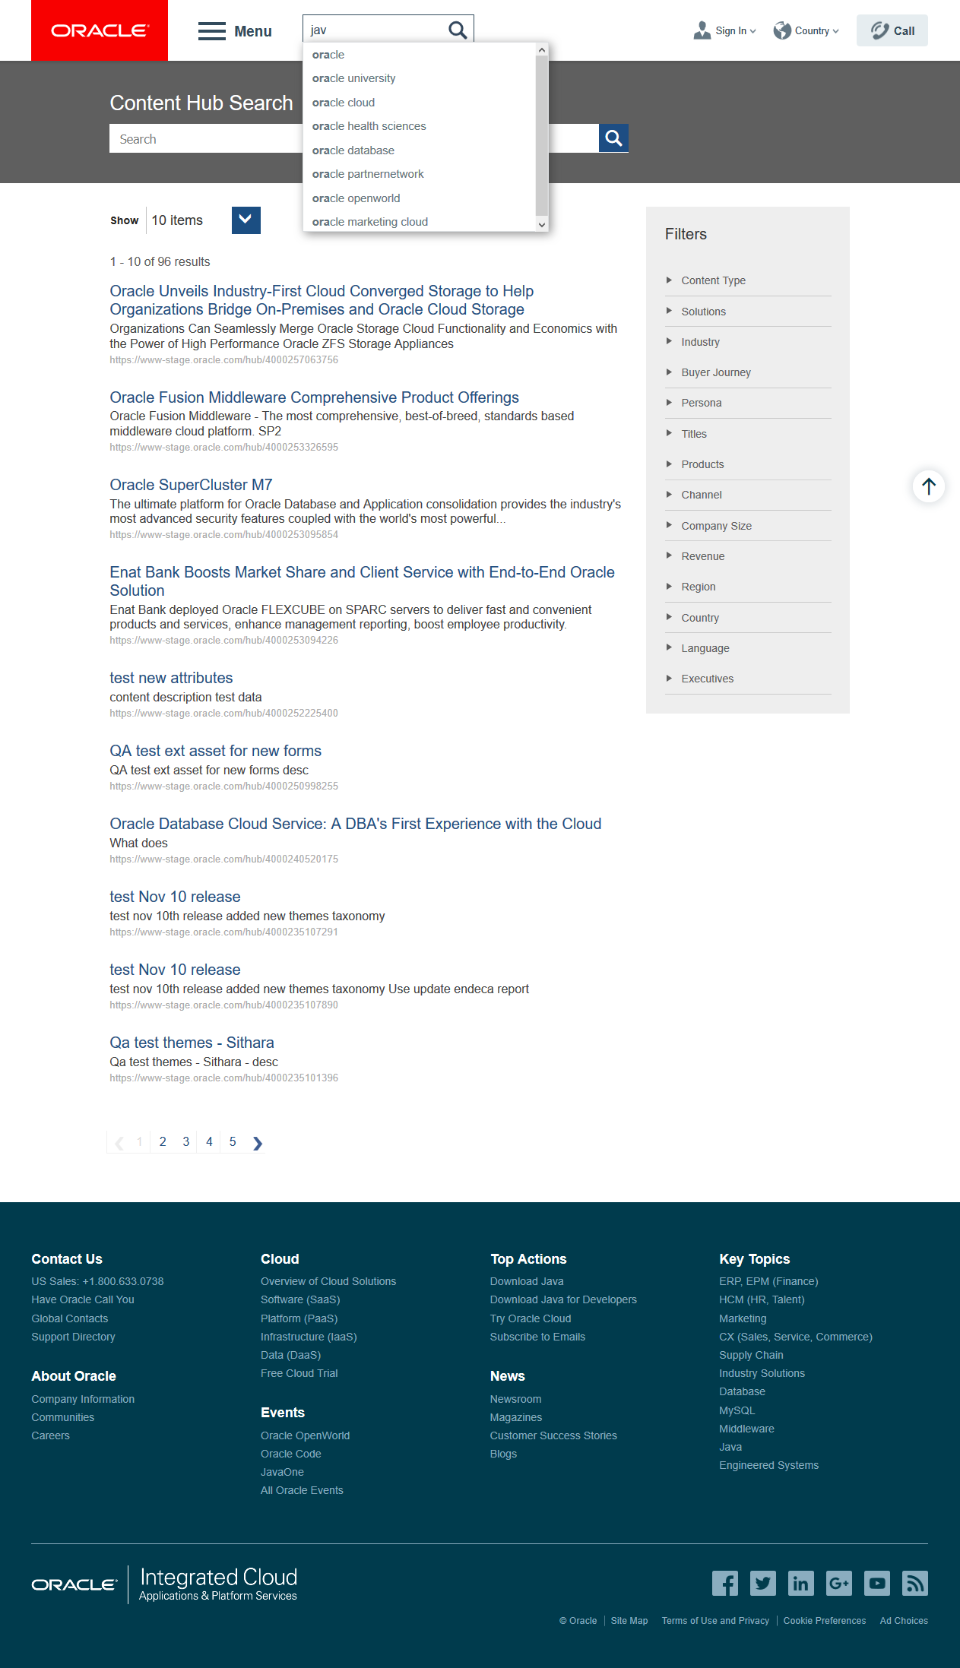 ORACLE
Menu
jav
Sign In
Country
Call
oracle
oracle university
oracle cloud
oracle health sciences
oracle database
oracle partnernetwork
oracle openworld
oracle marketing cloud
Content Hub Search
Search
Show
10 items
1 - 10 of 96 results
Oracle Unveils Industry-First Cloud Converged Storage to Help
Organizations Bridge On-Premises and Oracle Cloud Storage
Organizations Can Seamlessly Merge Oracle Storage Cloud Functionality and Economics with
the Power of High Performance Oracle ZFS Storage Appliances
https://www-stage.oracle.com/hub/4000257063756
Oracle Fusion Middleware Comprehensive Product Offerings
Oracle Fusion Middleware - The most comprehensive, best-of-breed, standards based
middleware cloud platform. SP2
https://www-stage.oracle.com/hub/4000253326595
Oracle SuperCluster M7
The ultimate platform for Oracle Database and Application consolidation provides the industry's
most advanced security features coupled with the world's most powerful...
https://www-stage.oracle.com/hub/4000253095854
Enat Bank Boosts Market Share and Client Service with End-to-End Oracle
Solution
Enat Bank deployed Oracle FLEXCUBE on SPARC servers to deliver fast and convenient
products and services, enhance management reporting, boost employee productivity.
https://www-stage.oracle.com/hub/4000253094226
test new attributes
content description test data
https://www-stage.oracle.com/hub/4000252225400
QA test ext asset for new forms
QA test ext asset for new forms desc
https://www-stage.oracle.com/hub/4000250998255
Oracle Database Cloud Service: A DBA's First Experience with the Cloud
What does
https://www-stage.oracle.com/hub/4000240520175
test Nov 10 release
test nov 10th release added new themes taxonomy
https://www-stage.oracle.com/hub/4000235107291
test Nov 10 release
test nov 10th release added new themes taxonomy Use update endeca report
https://www-stage.oracle.com/hub/4000235107890
Qa test themes - Sithara
Qa test themes - Sithara - desc
https://www-stage.oracle.com/hub/4000235101396
1 2 3 4 5
Filters
Content Type
Solutions
Industry
Buyer Journey
Persona
Titles
Products
Channel
Company Size
Revenue
Region
Country
Language
Executives
Contact Us
US Sales: +1.800.633.0738
Have Oracle Call You
Global Contacts
Support Directory
About Oracle
Company Information
Communities
Careers
Cloud
Overview of Cloud Solutions
Software (SaaS)
Platform (PaaS)
Infrastructure (IaaS)
Data (DaaS)
Free Cloud Trial
Events
Oracle OpenWorld
Oracle Code
JavaOne
All Oracle Events
Top Actions
Download Java
Download Java for Developers
Try Oracle Cloud
Subscribe to Emails
News
Newsroom
Magazines
Customer Success Stories
Blogs
Key Topics
ERP, EPM (Finance)
HCM (HR, Talent)
Marketing
CX (Sales, Service, Commerce)
Supply Chain
Industry Solutions
Database
MySQL
Middleware
Java
Engineered Systems
ORACLE
Integrated Cloud
Applications & Platform Services
© Oracle | Site Map Terms of Use and Privacy | Cookie Preferences Ad Choices